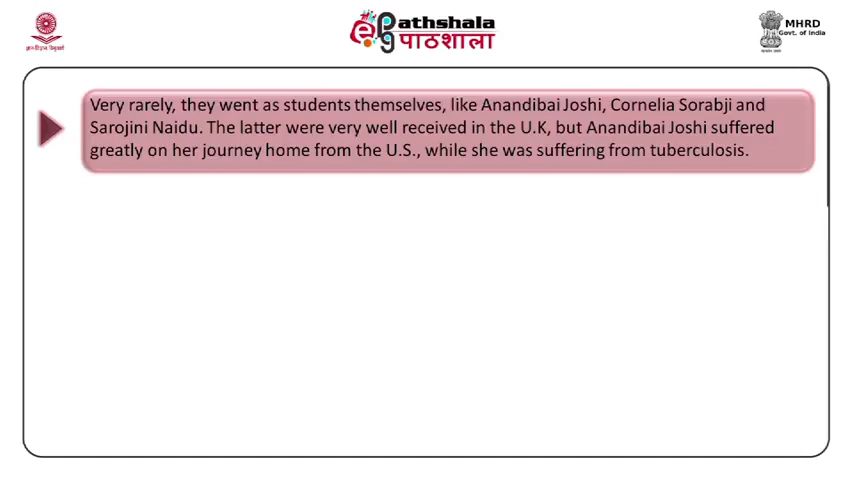 ePG Pathshala
पाठशाला
MHRD
Govt. of India
Very rarely, they went as students themselves, like Anandibai Joshi, Cornelia Sorabji and
Sarojini Naidu. The latter were very well received in the U.K, but Anandibai Joshi suffered
greatly on her journey home from the U.S., while she was suffering from tuberculosis.